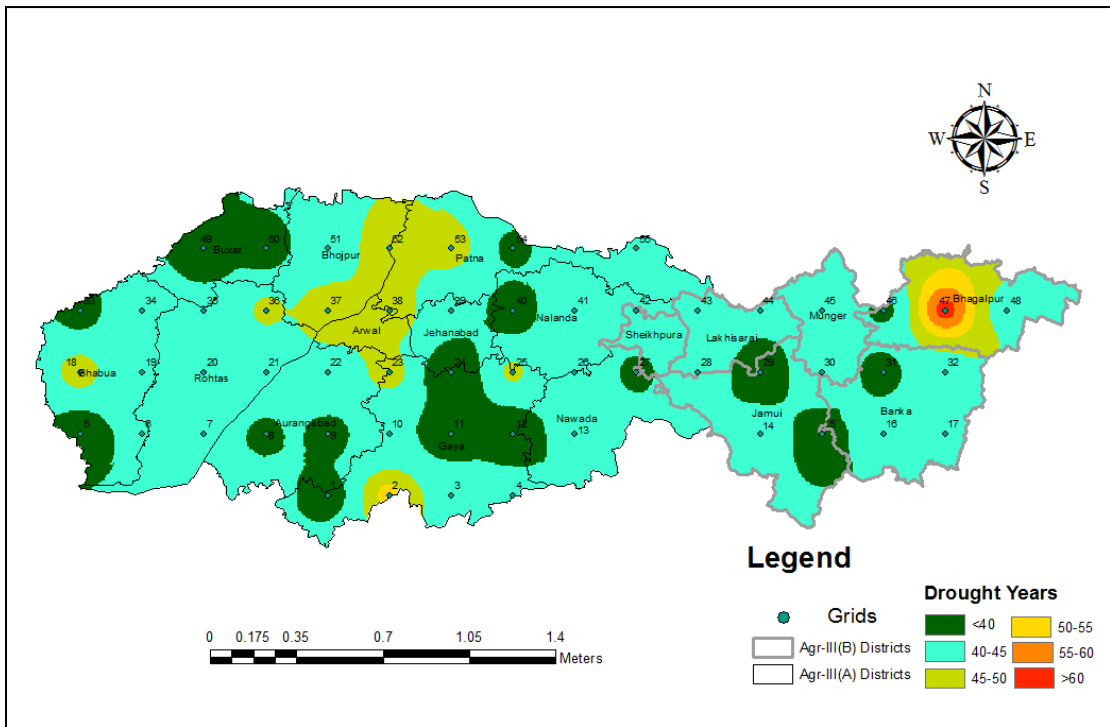 N
W E
S
49 50 51 52 53 54 55
Buxar Bhojpur Patna
33 34 35 36 37 38 39 40 41 42 43 44 45 46 47 48
Bhagalpur
Arwal Jehanabad Nalanda Sheikhpura Lakhisarai Munger
18 19 20 21 22 23 24 25 26 27 28 29 30 31 32
Bhabua Rohtas
Aurangabad Nawada Jamui Banka
5 6 7 8 9 10 11 12 13 14 15 16 17
Gaya
1 2 3 4
Legend
Grids
Agr-III(B) Districts
Agr-III(A) Districts
Drought Years
<40 50-55
40-45 55-60
45-50 >60
0 0.175 0.35 0.7 1.05 1.4
Meters